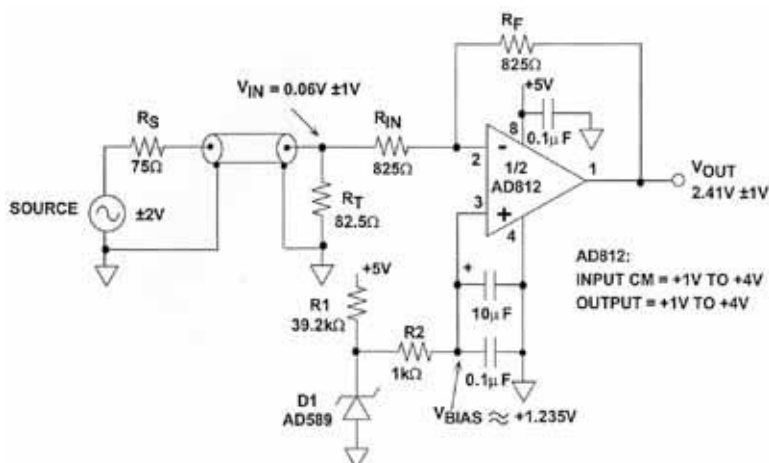 RF
825Ω
+5V
VIN = 0.06V ±1V
RS
75Ω
RIN
825Ω
8
0.1μF
2
-
1/2
AD812
1
VOUT
2.41V ±1V
SOURCE
±2V
RT
82.5Ω
3
+
4
+5V
R1
39.2kΩ
+
10μF
AD812:
INPUT CM = +1V TO +4V
OUTPUT = +1V TO +4V
R2
1kΩ
0.1μF
D1
AD589
VBIAS ≈ +1.235V